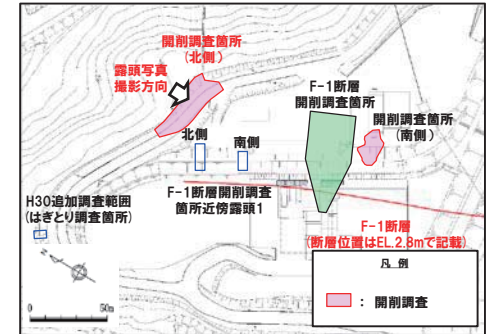 開削調査箇所
(北側)
露頭写真
撮影方向
F-1断層
開削調査箇所
開削調査箇所
(南側)
北側
南側
F-1断層開削調査
箇所近傍露頭1
H30追加調査範囲
(はぎとり調査箇所)
F-1断層
(断層位置はEL.2.8mで記載)
N
0 50m
凡 例
: 開削調査